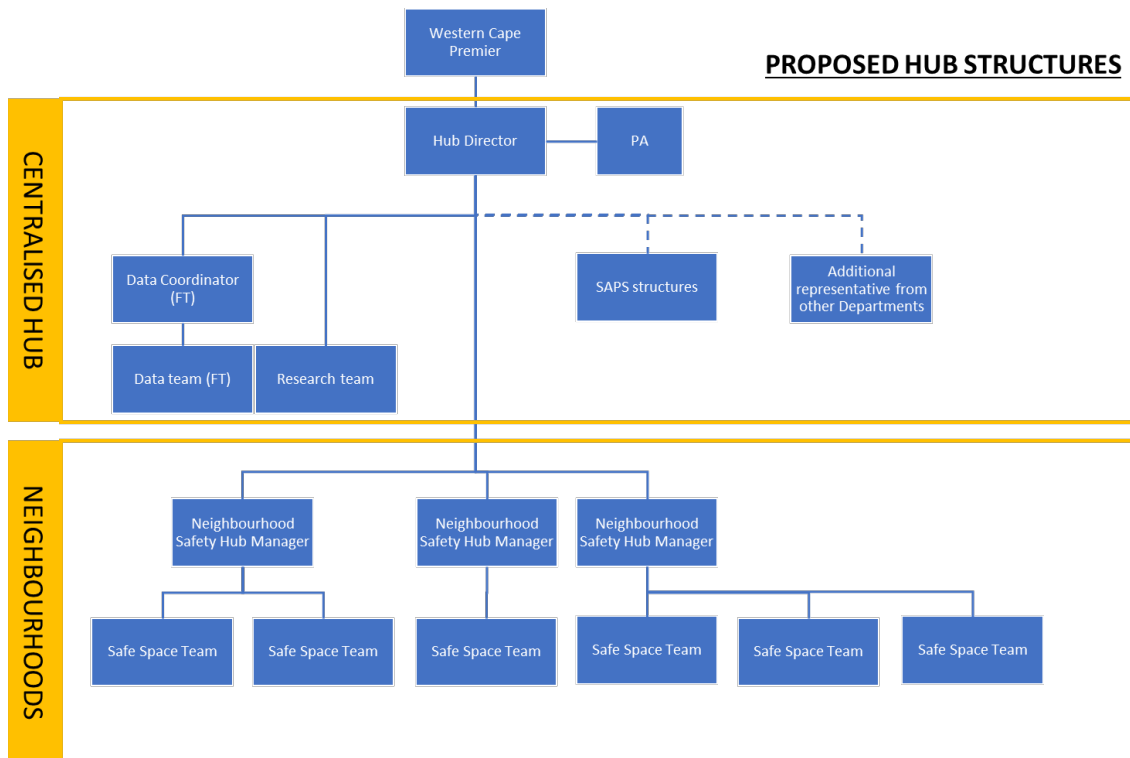 Western Cape
Premier
PROPOSED HUB STRUCTURES
CENTRALISED HUB
Hub Director
PA
Data Coordinator
(FT)
SAPS structures
Additional
representative from
other Departments
Data team (FT)
Research team
NEIGHBOURHOODS
Neighbourhood
Safety Hub Manager
Neighbourhood
Safety Hub Manager
Neighbourhood
Safety Hub Manager
Safe Space Team
Safe Space Team
Safe Space Team
Safe Space Team
Safe Space Team
Safe Space Team